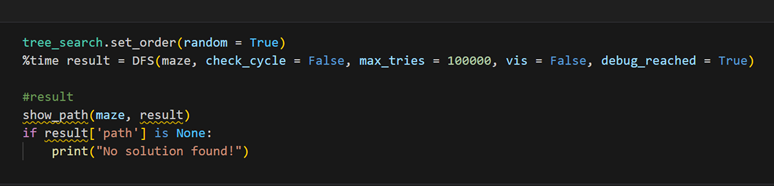 tree_search.set_order(random = True)
%time result = DFS(maze, check_cycle = False, max_tries = 100000, vis = False, debug_reached = True)
#result
show_path(maze, result)
if result['path'] is None:
    print("No solution found!")